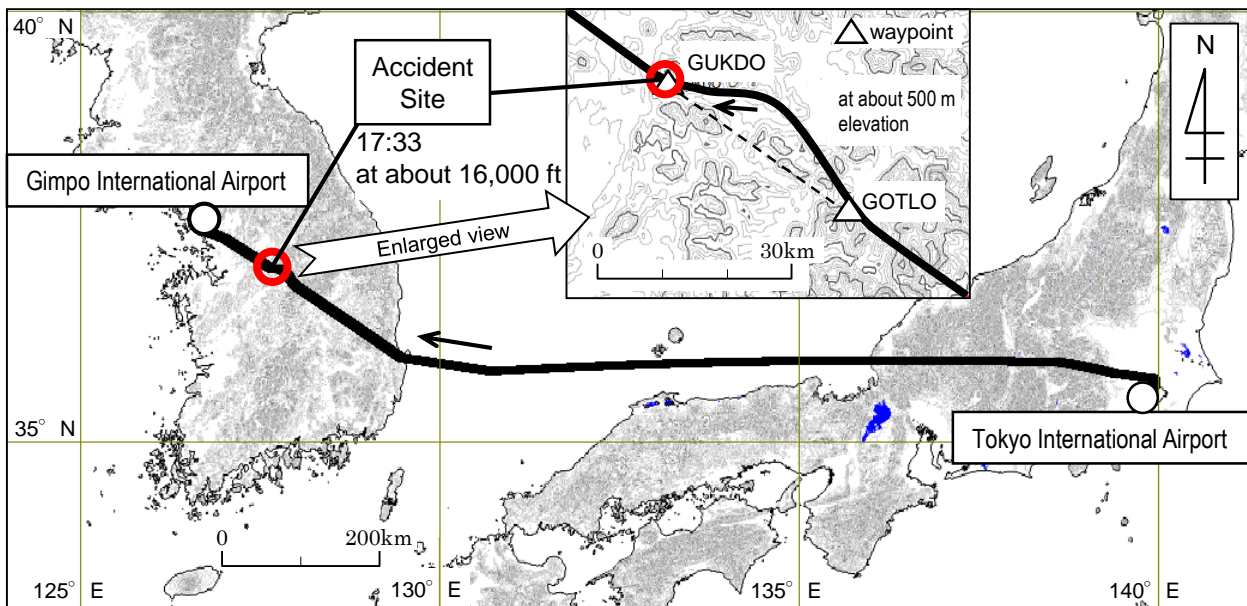 40° N
Accident
Site
17:33
at about 16,000 ft
Gimpo International Airport
Enlarged view
GUKDO
waypoint
at about 500 m
elevation
GOTLO
0 30km
N
35° N
Tokyo International Airport
0 200km
125° E
130° E
135° E
140° E